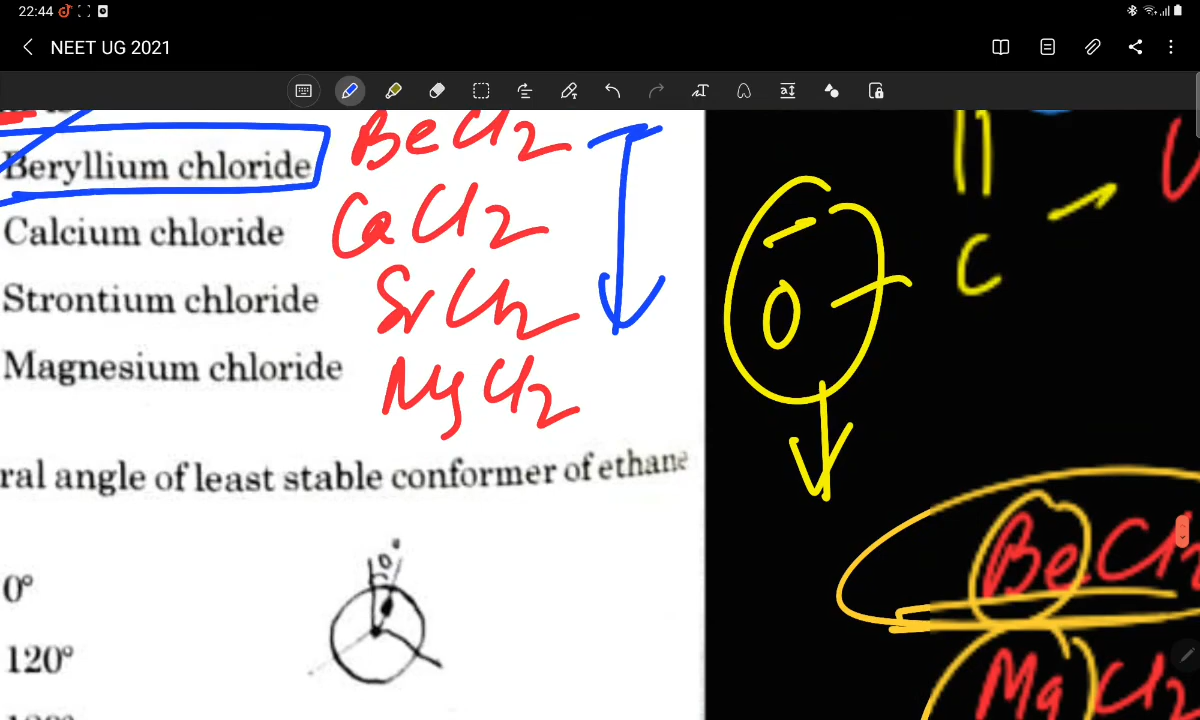 22:44
NEET UG 2021
Beryllium chloride
BeCl2
Calcium chloride
CaCl2
Strontium chloride
SrCl2
Magnesium chloride
MgCl2
ral angle of least stable conformer of ethane
0°
0°
120°
O
C
BeCl2
MgCl2